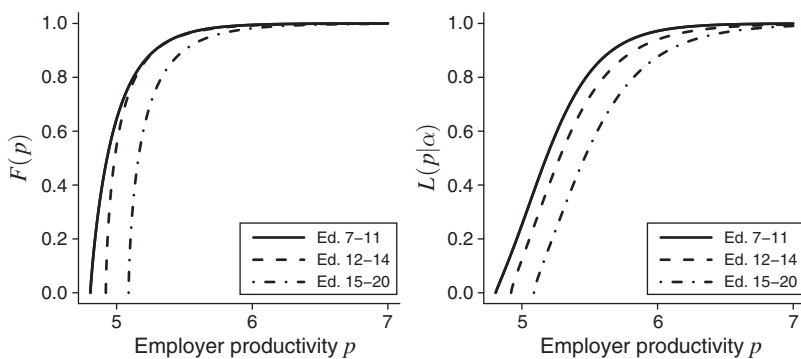 1.0
0.8
0.6
0.4
0.2
0.0
F(p)
Ed. 7−11
Ed. 12−14
Ed. 15−20
5 6 7
Employer productivity p
1.0
0.8
0.6
0.4
0.2
0.0
L(p|α)
Ed. 7−11
Ed. 12−14
Ed. 15−20
5 6 7
Employer productivity p